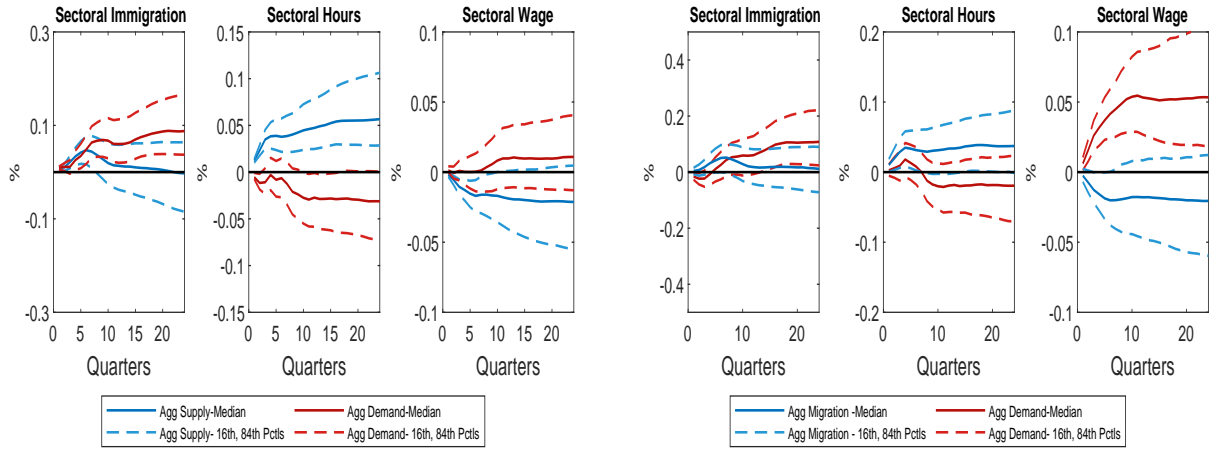 Sectoral Immigration Sectoral Hours Sectoral Wage
0.3 0.15 0.1
0.1 0.10 0.05
0.05
% 0 % 0 % 0
-0.1 -0.05 -0.05
-0.1
-0.3 -0.15 -0.1
0 5 10 15 20 0 5 10 15 20 0 5 10 15 20
Quarters Quarters Quarters
Agg Supply-Median Agg Demand-Median
Agg Supply- 16th, 84th Pctls Agg Demand- 16th, 84th Pctls
Sectoral Immigration Sectoral Hours Sectoral Wage
0.2 0.1
0.4
0.2 0.1 0.05
% 0 % 0 % 0
-0.2 -0.1 -0.05
-0.4
-0.2 -0.1
0 10 20 0 10 20 0 10 20
Quarters Quarters Quarters
Agg Migration -Median Agg Demand-Median
Agg Migration - 16th, 84th Pctls Agg Demand- 16th, 84th Pctls